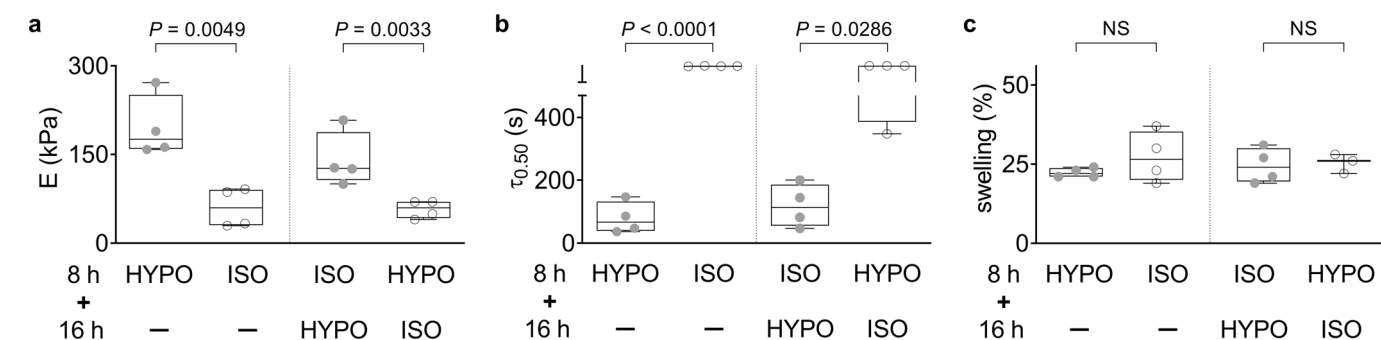 a
P = 0.0049
P = 0.0033
E (kPa)
300
150
0
8 h HYPO ISO ISO HYPO
+
16 h – – HYPO ISO
b
P < 0.0001
P = 0.0286
τ0.50 (s)
400
200
0
8 h HYPO ISO ISO HYPO
+
16 h – – HYPO ISO
c
NS
NS
swelling (%)
50
25
0
8 h HYPO ISO ISO HYPO
+
16 h – – HYPO ISO